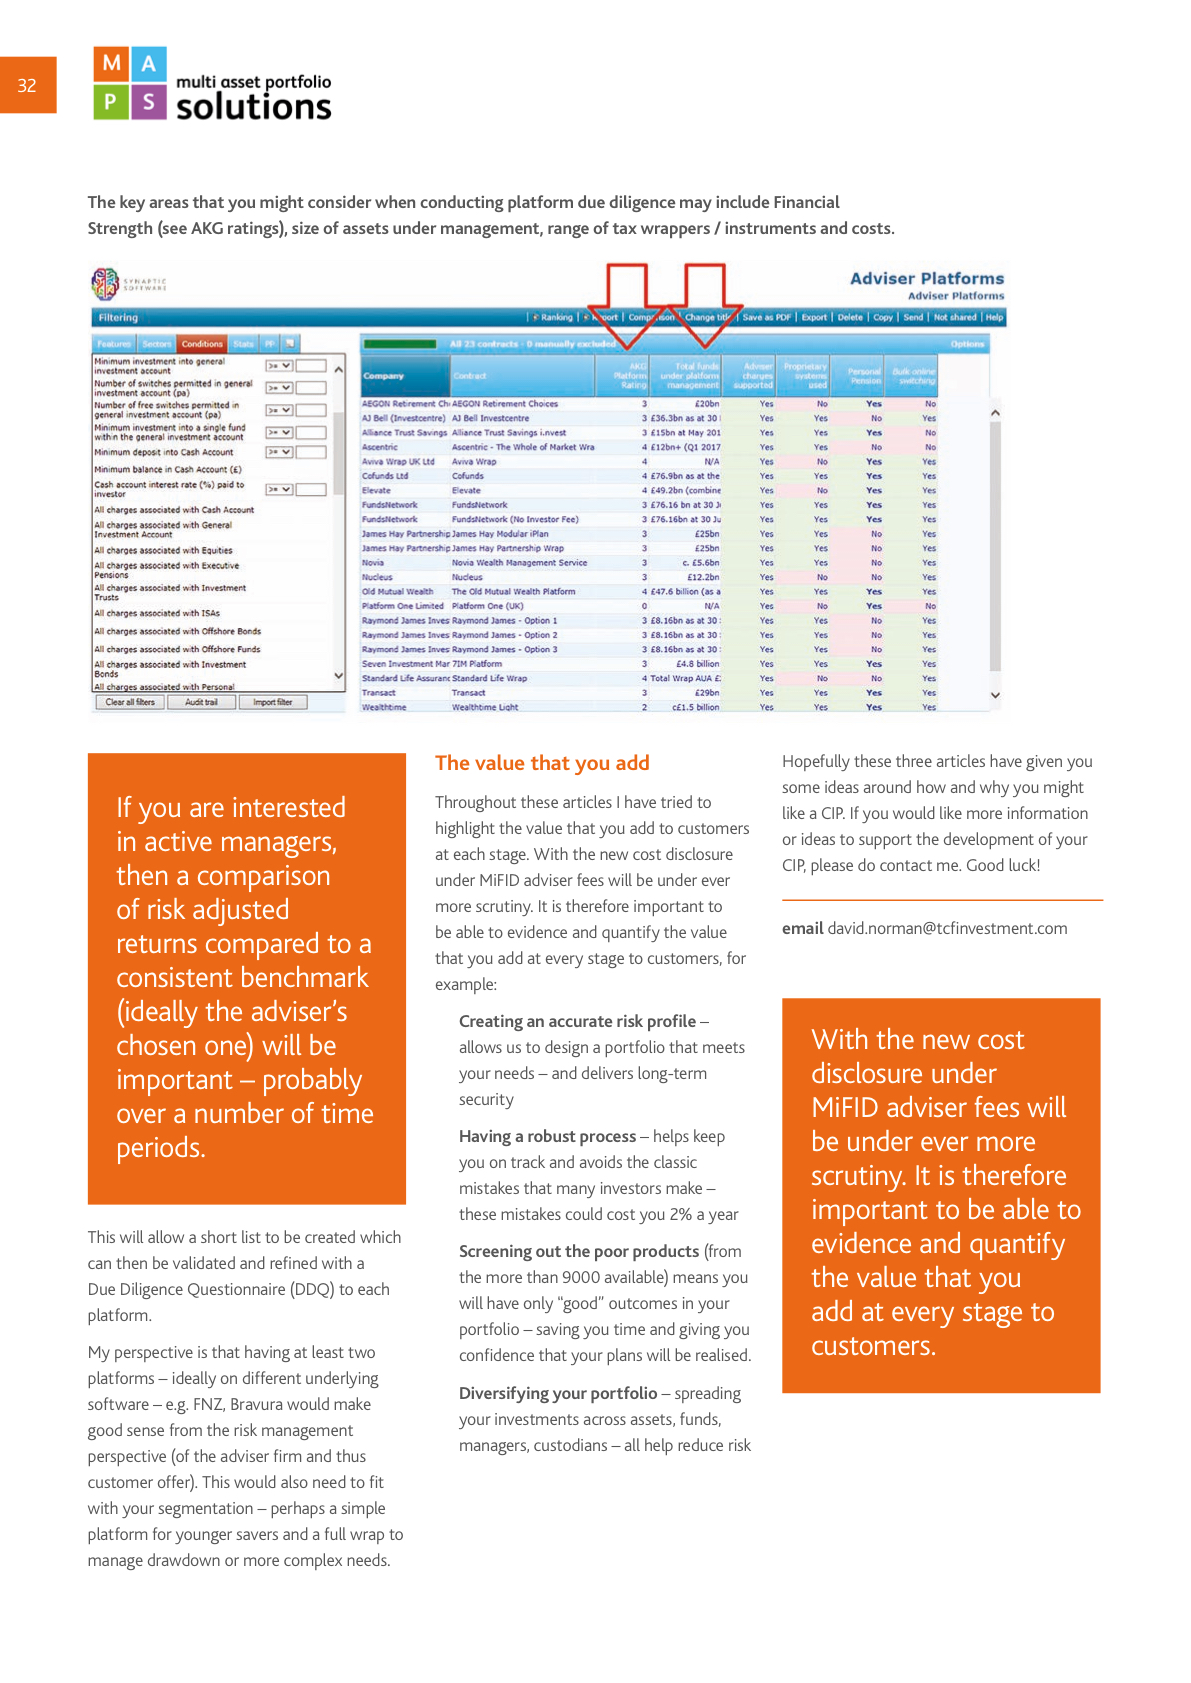 32
M A
P S
multi asset portfolio
solutions
The key areas that you might consider when conducting platform due diligence may include Financial
Strength (see AKG ratings), size of assets under management, range of tax wrappers / instruments and costs.
SYNAPTIC
SOFTWARE
Adviser Platforms
Adviser Platforms
Filtering
| Ranking | Report | Comparison | Change title | Save as PDF | Export | Delete | Copy | Send | Not shared | Help
Features Sectors Conditions Stats PP
Minimum investment into general
investment account >=
Number of switches permitted in general
investment account (pa) >=
Number of free switches permitted in
general investment account (pa) >=
Minimum investment into a single fund
within the general investment account >=
Minimum deposit into Cash Account >=
Minimum balance in Cash Account (£)
Cash account interest rate (%) paid to
investor >=
All charges associated with Cash Account
All charges associated with General
Investment Account
All charges associated with Equities
All charges associated with Executive
Pensions
All charges associated with Investment
Trusts
All charges associated with ISAs
All charges associated with Offshore Bonds
All charges associated with Offshore Funds
All charges associated with Investment
Bonds
All charges associated with Personal
Clear all filters Audit trail Import filter
All 23 contracts - 0 manually excluded Options
Company Contract AKG Platform Rating Total funds under platform management Adviser charges supported Proprietary systems used Personal Pension Bulk online switching
AEGON Retirement Ch AEGON Retirement Choices 3 £20bn Yes No Yes No
AJ Bell (Investcentre) AJ Bell Investcentre 3 £36.3bn as at 30 Yes Yes No Yes
Alliance Trust Savings Alliance Trust Savings i.nvest 3 £15bn at May 201 Yes Yes Yes No
Ascentric Ascentric - The Whole of Market Wra 4 £12bn+ (Q1 2017 Yes Yes No No
Aviva Wrap UK Ltd Aviva Wrap 4 N/A Yes No Yes Yes
Cofunds Ltd Cofunds 4 £76.9bn as at the Yes Yes Yes Yes
Elevate Elevate 4 £49.2bn (combine Yes No Yes Yes
FundsNetwork FundsNetwork 3 £76.16 bn at 30 Ju Yes Yes Yes Yes
FundsNetwork FundsNetwork (No Investor Fee) 3 £76.16bn at 30 Ju Yes Yes Yes Yes
James Hay Partnership James Hay Modular iPlan 3 £25bn Yes Yes No Yes
James Hay Partnership James Hay Partnership Wrap 3 £25bn Yes Yes No Yes
Novia Novia Wealth Management Service 3 c. £5.6bn Yes Yes No Yes
Nucleus Nucleus 3 £12.2bn Yes No No Yes
Old Mutual Wealth The Old Mutual Wealth Platform 4 £47.6 billion (as a Yes Yes Yes Yes
Platform One Limited Platform One (UK) 0 N/A Yes No Yes No
Raymond James Inves Raymond James - Option 1 3 £8.16bn as at 30 Yes Yes No Yes
Raymond James Inves Raymond James - Option 2 3 £8.16bn as at 30 Yes Yes No Yes
Raymond James Inves Raymond James - Option 3 3 £8.16bn as at 30 Yes Yes No Yes
Seven Investment Mar 7IM Platform 3 £4.8 billion Yes Yes Yes Yes
Standard Life Assuranc Standard Life Wrap 4 Total Wrap AUA £ Yes No No Yes
Transact Transact 3 £29bn Yes Yes Yes Yes
Wealthtime Wealthtime Light 2 c£1.5 billion Yes Yes Yes Yes
If you are interested
in active managers,
then a comparison
of risk adjusted
returns compared to a
consistent benchmark
(ideally the adviser's
chosen one) will be
important – probably
over a number of time
periods.
This will allow a short list to be created which
can then be validated and refined with a
Due Diligence Questionnaire (DDQ) to each
platform.
My perspective is that having at least two
platforms – ideally on different underlying
software – e.g. FNZ, Bravura would make
good sense from the risk management
perspective (of the adviser firm and thus
customer offer). This would also need to fit
with your segmentation – perhaps a simple
platform for younger savers and a full wrap to
manage drawdown or more complex needs.
The value that you add
Throughout these articles I have tried to
highlight the value that you add to customers
at each stage. With the new cost disclosure
under MiFID adviser fees will be under ever
more scrutiny. It is therefore important to
be able to evidence and quantify the value
that you add at every stage to customers, for
example:
Creating an accurate risk profile –
allows us to design a portfolio that meets
your needs – and delivers long-term
security
Having a robust process – helps keep
you on track and avoids the classic
mistakes that many investors make –
these mistakes could cost you 2% a year
Screening out the poor products (from
the more than 9000 available) means you
will have only “good” outcomes in your
portfolio – saving you time and giving you
confidence that your plans will be realised.
Diversifying your portfolio – spreading
your investments across assets, funds,
managers, custodians – all help reduce risk
Hopefully these three articles have given you
some ideas around how and why you might
like a CIP. If you would like more information
or ideas to support the development of your
CIP, please do contact me. Good luck!
email david.norman@tcfinvestment.com
With the new cost
disclosure under
MiFID adviser fees will
be under ever more
scrutiny. It is therefore
important to be able to
evidence and quantify
the value that you
add at every stage to
customers.